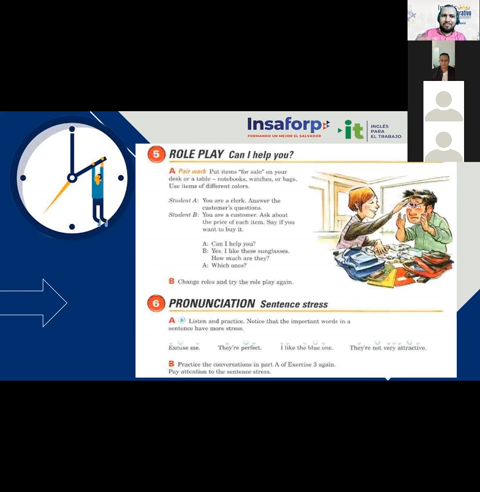 Insaforp
FORMANDO UN MEJOR EL SALVADOR
it
INGLÉS
PARA
EL TRABAJO
5 ROLE PLAY Can I help you?
A Pair work Put items "for sale" on your
desk or a table – notebooks, watches, or bags.
Use items of different colors.
Student A: You are a clerk. Answer the
customer's questions.
Student B: You are a customer. Ask about
the price of each item. Say if you
want to buy it.
A: Can I help you?
B: Yes. I like these sunglasses.
How much are they?
A: Which ones?
B Change roles and try the role play again.
6 PRONUNCIATION Sentence stress
A Listen and practice. Notice that the important words in a
sentence have more stress.
Excuse me. They're perfect. I like the blue one. They're not very attractive.
B Practice the conversations in part A of Exercise 3 again.
Pay attention to the sentence stress.